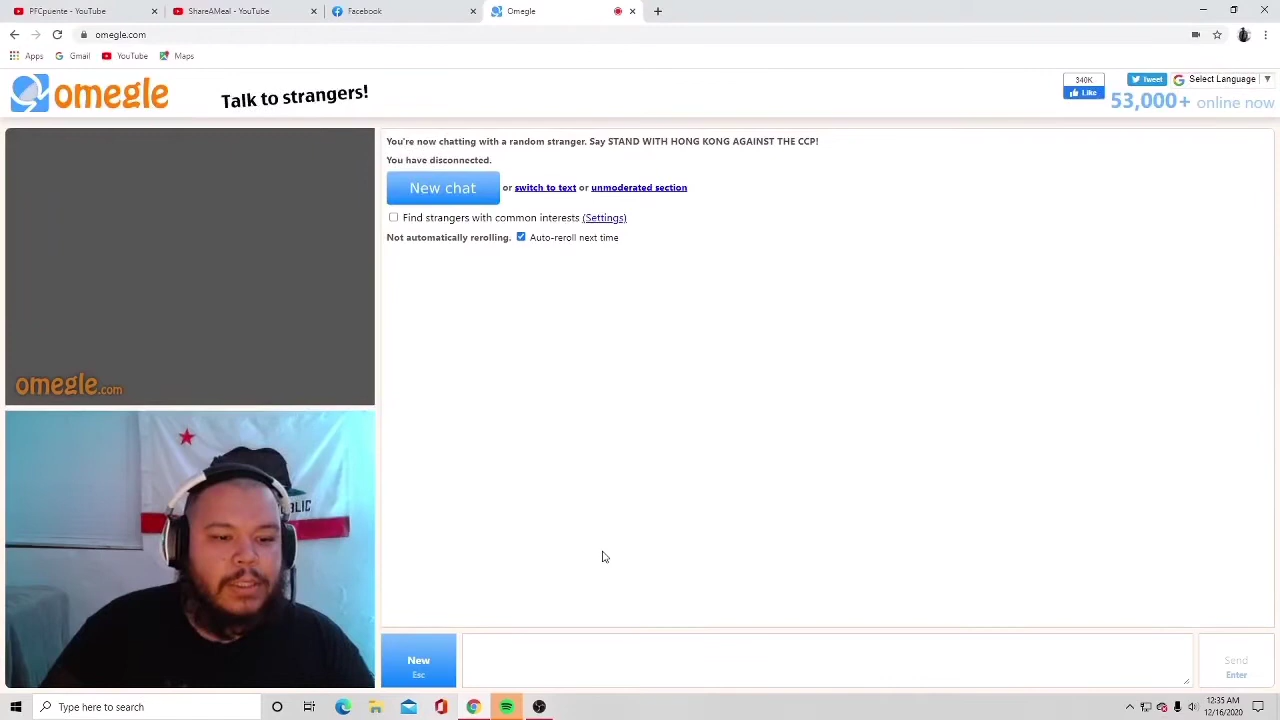 PFCpuente - YouTube
ShareAMeal - YouTube
Facebook
Omegle
omegle.com
Apps
Gmail
YouTube
Maps
omegle
Talk to strangers!
340K
Like
Tweet
Select Language
53,000+ online now
You're now chatting with a random stranger. Say STAND WITH HONG KONG AGAINST THE CCP!
You have disconnected.
New chat or switch to text or unmoderated section
Find strangers with common interests (Settings)
Not automatically rerolling. Auto-reroll next time
omegle.com
New
Esc
Send
Enter
Type here to search
12:35 AM
12/16/2020